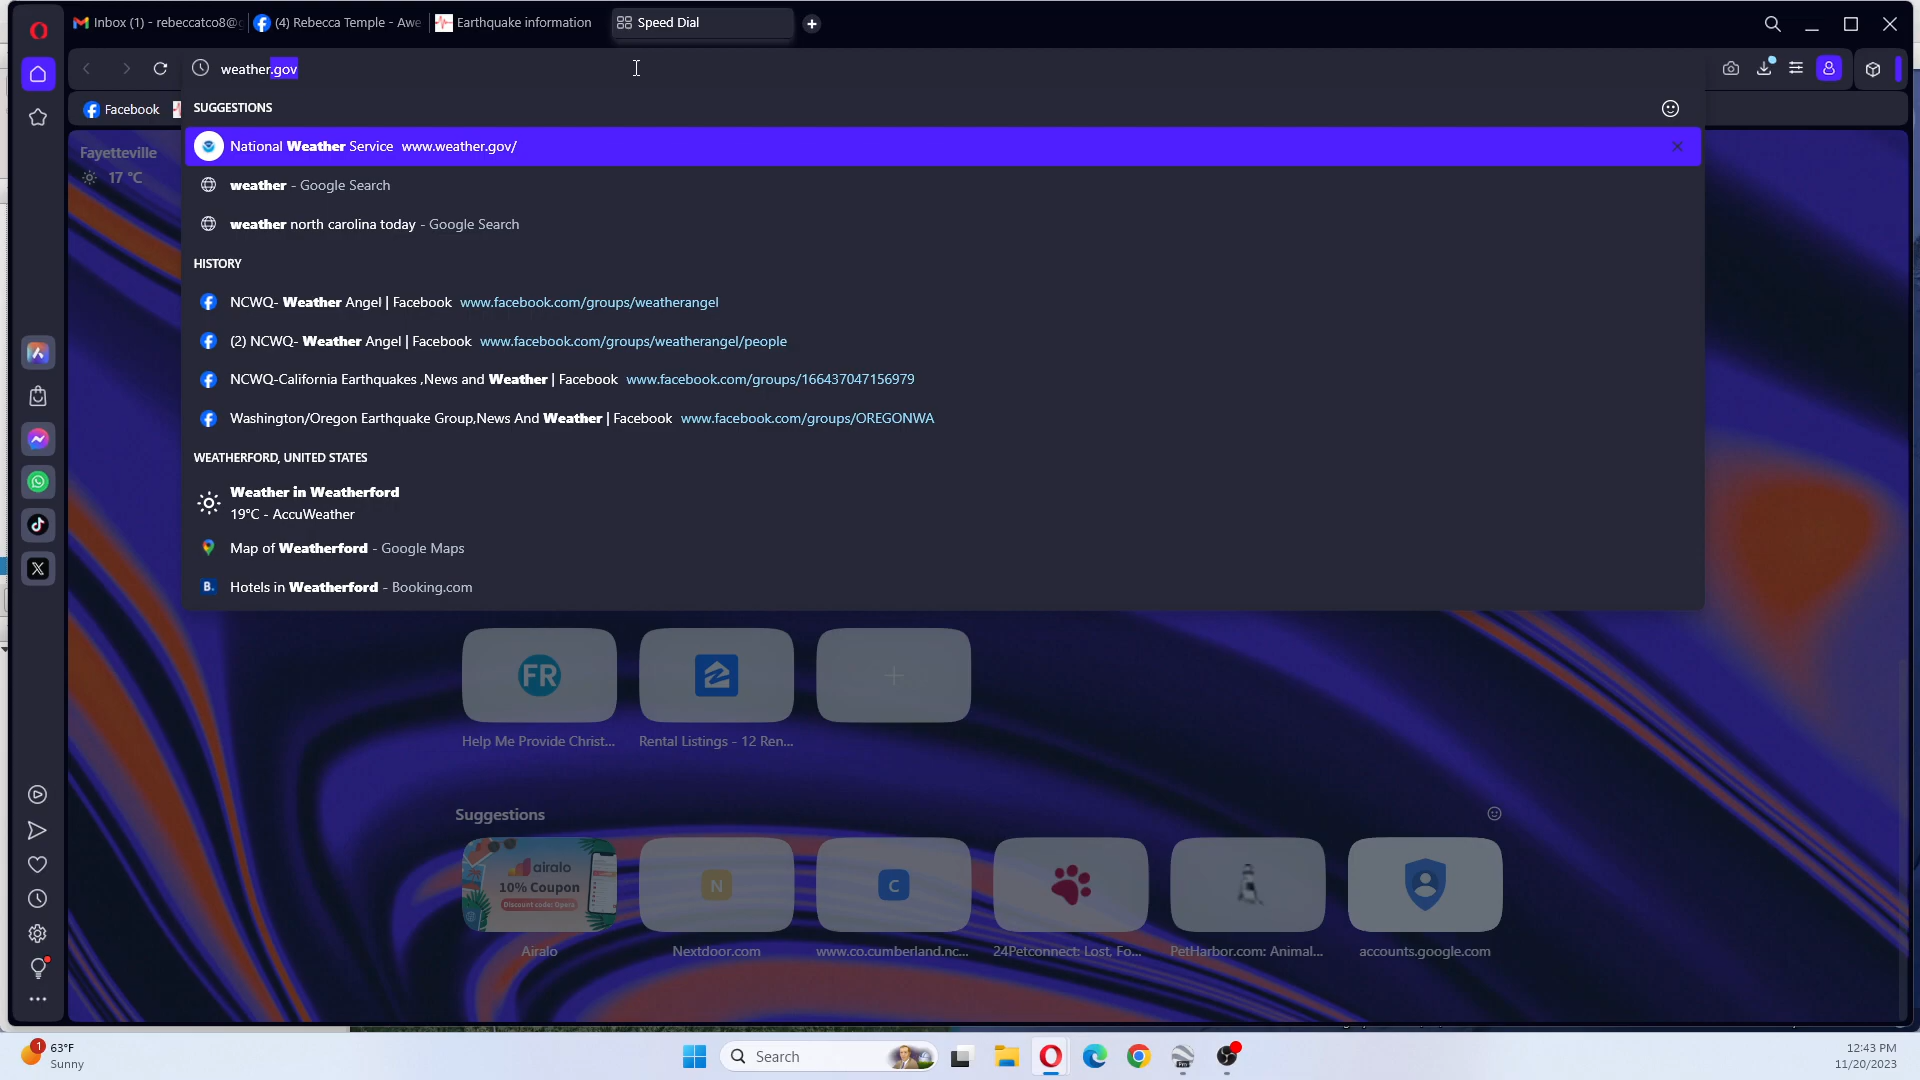 Inbox (1) - rebeccatco8@g
(4) Rebecca Temple - Awe
Earthquake information
Speed Dial
weather.gov
Facebook
SUGGESTIONS
National Weather Service www.weather.gov/
weather - Google Search
weather north carolina today - Google Search
HISTORY
NCWQ- Weather Angel | Facebook www.facebook.com/groups/weatherangel
(2) NCWQ- Weather Angel | Facebook www.facebook.com/groups/weatherangel/people
NCWQ-California Earthquakes ,News and Weather | Facebook www.facebook.com/groups/166437047156979
Washington/Oregon Earthquake Group,News And Weather | Facebook www.facebook.com/groups/OREGONWA
WEATHERFORD, UNITED STATES
Weather in Weatherford
19°C - AccuWeather
Map of Weatherford - Google Maps
B. Hotels in Weatherford - Booking.com
Fayetteville
17 °C
FR
Help Me Provide Christ...
Rental Listings - 12 Ren...
Suggestions
airalo
10% Coupon
Discount code: Opera
N
C
Airalo
Nextdoor.com
www.co.cumberland.nc...
24Petconnect: Lost, Fo...
PetHarbor.com: Animal...
accounts.google.com
1
63°F
Sunny
Search
12:43 PM
11/20/2023